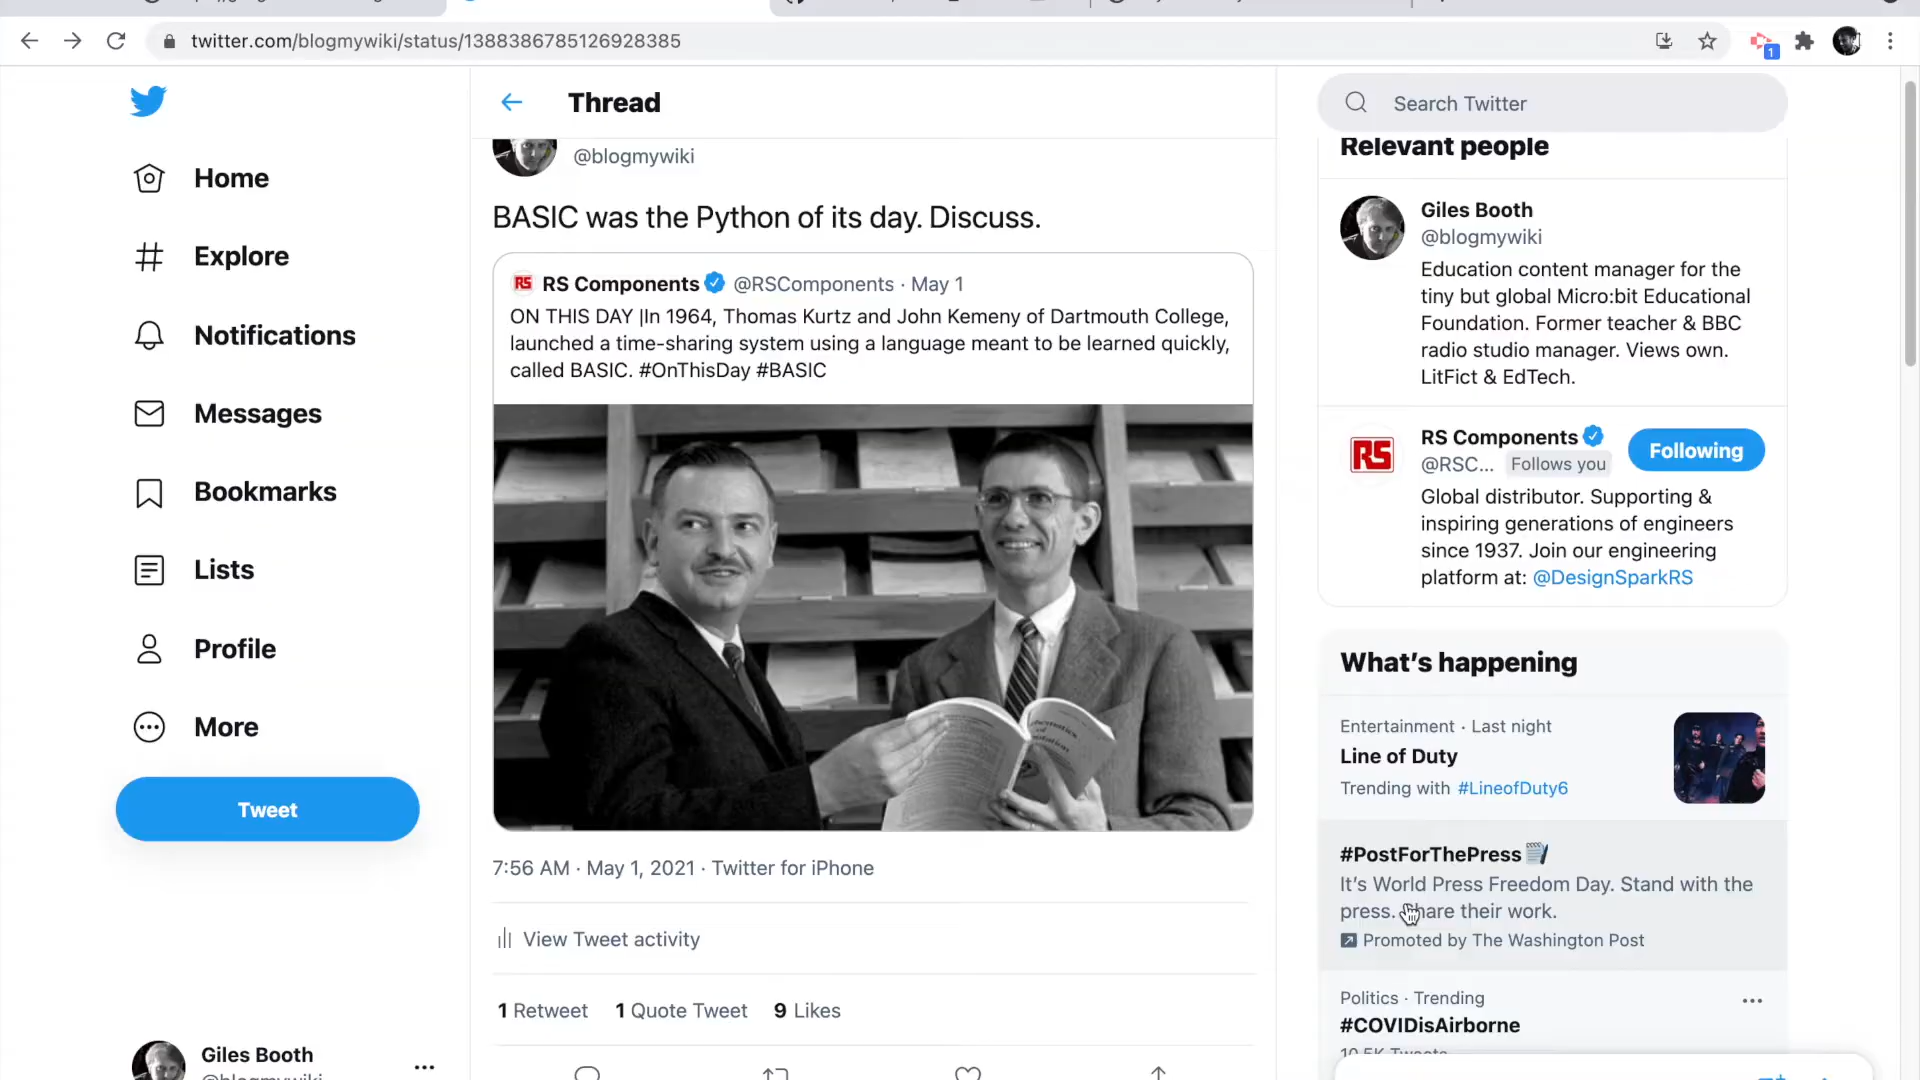 twitter.com/blogmywiki/status/1388386785126928385
1
Home
Explore
Notifications
Messages
Bookmarks
Lists
Profile
More
Tweet
Giles Booth
@blogmywiki
Thread
@blogmywiki
BASIC was the Python of its day. Discuss.
RS RS Components @RSComponents · May 1
ON THIS DAY |In 1964, Thomas Kurtz and John Kemeny of Dartmouth College,
launched a time-sharing system using a language meant to be learned quickly,
called BASIC. #OnThisDay #BASIC
7:56 AM · May 1, 2021 · Twitter for iPhone
View Tweet activity
1 Retweet 1 Quote Tweet 9 Likes
Search Twitter
Relevant people
Giles Booth
@blogmywiki
Education content manager for the
tiny but global Micro:bit Educational
Foundation. Former teacher & BBC
radio studio manager. Views own.
LitFict & EdTech.
RS
RS Components
@RSC... Follows you
Following
Global distributor. Supporting &
inspiring generations of engineers
since 1937. Join our engineering
platform at: @DesignSparkRS
What's happening
Entertainment · Last night
Line of Duty
Trending with #LineofDuty6
#PostForThePress
It's World Press Freedom Day. Stand with the
press. Share their work.
Promoted by The Washington Post
Politics · Trending
#COVIDisAirborne
10.5K Tweets